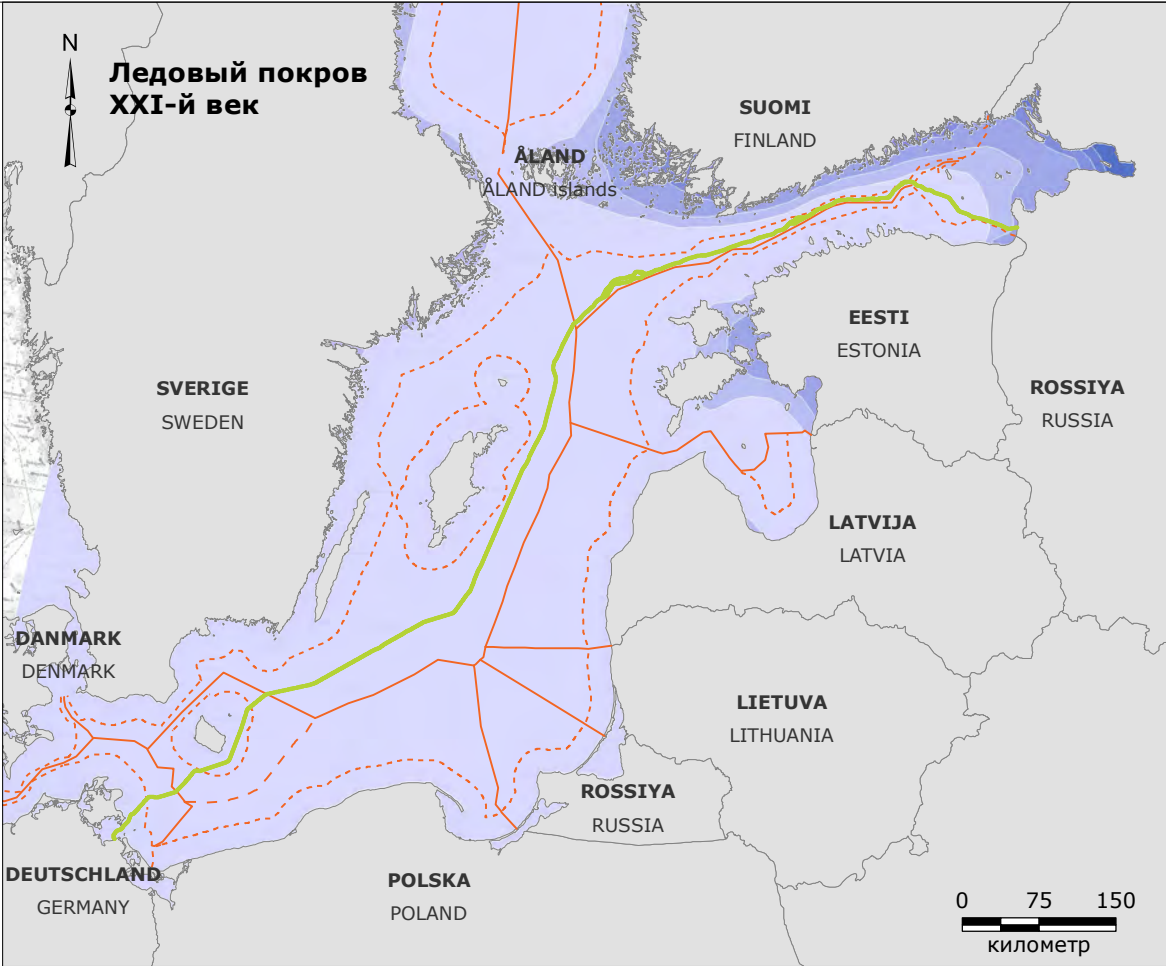 N
Ледовый покров
XXI-й век
SUOMI
FINLAND
ÅLAND
ÅLAND islands
EESTI
ESTONIA
SVERIGE
SWEDEN
ROSSIYA
RUSSIA
LATVIJA
LATVIA
DANMARK
DENMARK
LIETUVA
LITHUANIA
ROSSIYA
RUSSIA
DEUTSCHLAND
GERMANY
POLSKA
POLAND
0 75 150
километр